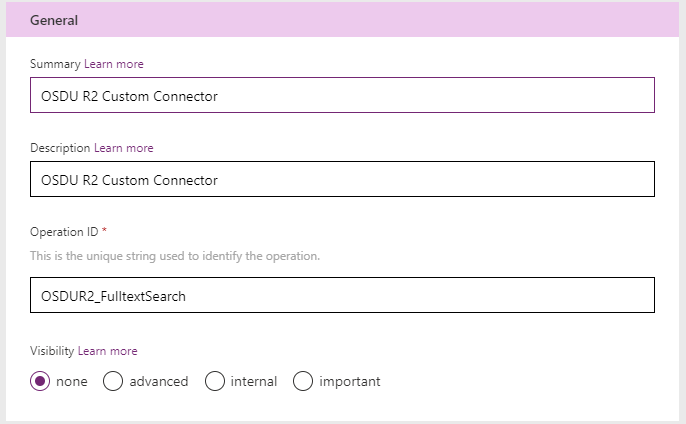 General
Summary Learn more
OSDU R2 Custom Connector
Description Learn more
OSDU R2 Custom Connector
Operation ID *
This is the unique string used to identify the operation.
OSDUR2_FulltextSearch
Visibility Learn more
none advanced internal important